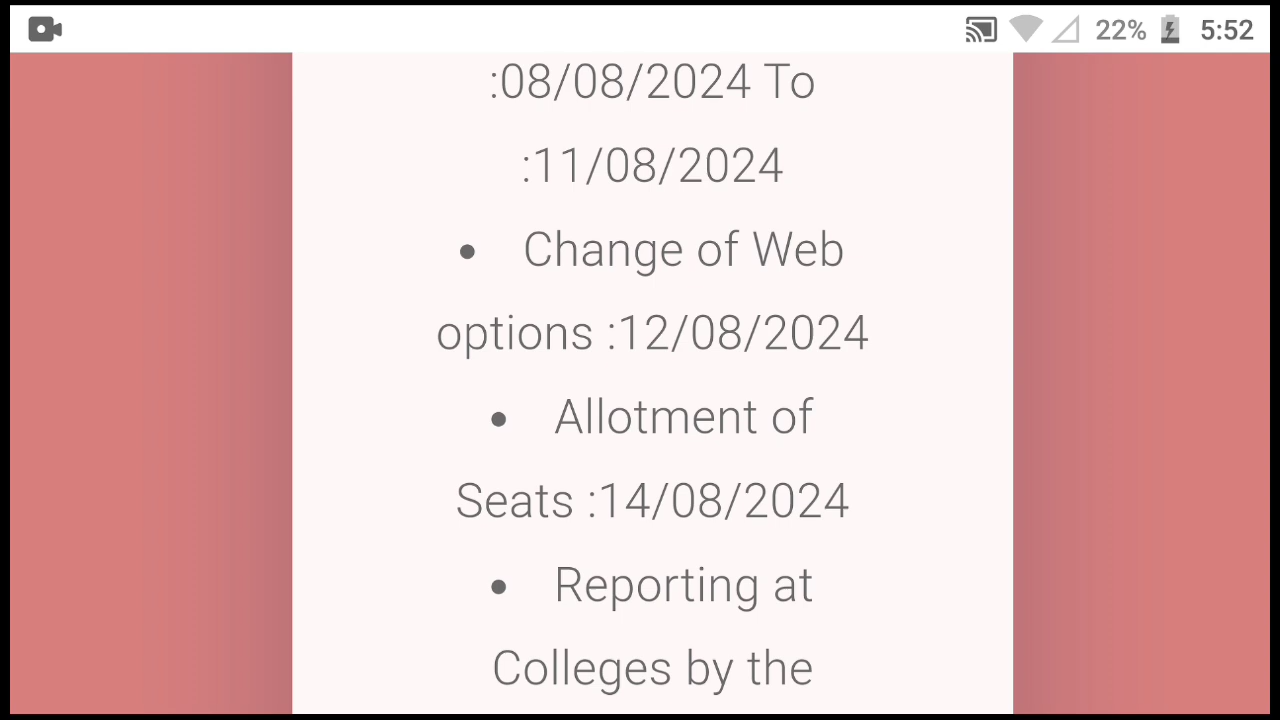 22% 5:52
:08/08/2024 To
:11/08/2024
• Change of Web
options :12/08/2024
• Allotment of
Seats :14/08/2024
• Reporting at
Colleges by the